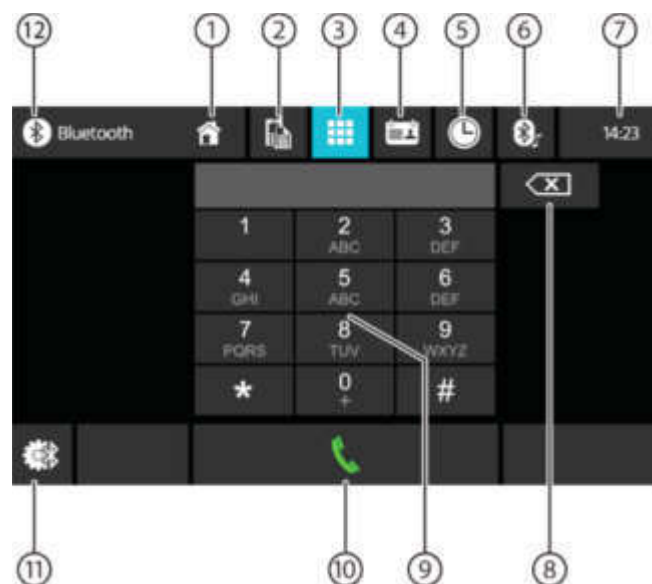 12 1 2 3 4 5 6 7
Bluetooth 14:23
1 2 3
ABC DEF
4 5 6
GHI ABC DEF
7 8 9
PQRS TUV WXYZ
* 0 #
+
11 10 9 8